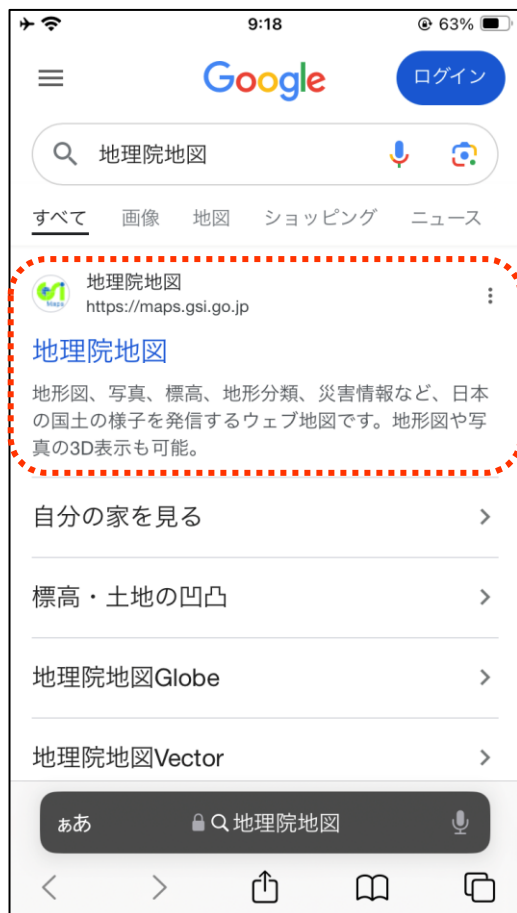 9:18
63%
Google
ログイン
地理院地図
すべて 画像 地図 ショッピング ニュース
Maps
地理院地図
https://maps.gsi.go.jp
地理院地図
地形図、写真、標高、地形分類、災害情報など、日本
の国土の様子を発信するウェブ地図です。地形図や写
真の3D表示も可能。
自分の家を見る
標高・土地の凹凸
地理院地図Globe
地理院地図Vector
ぁあ 地理院地図